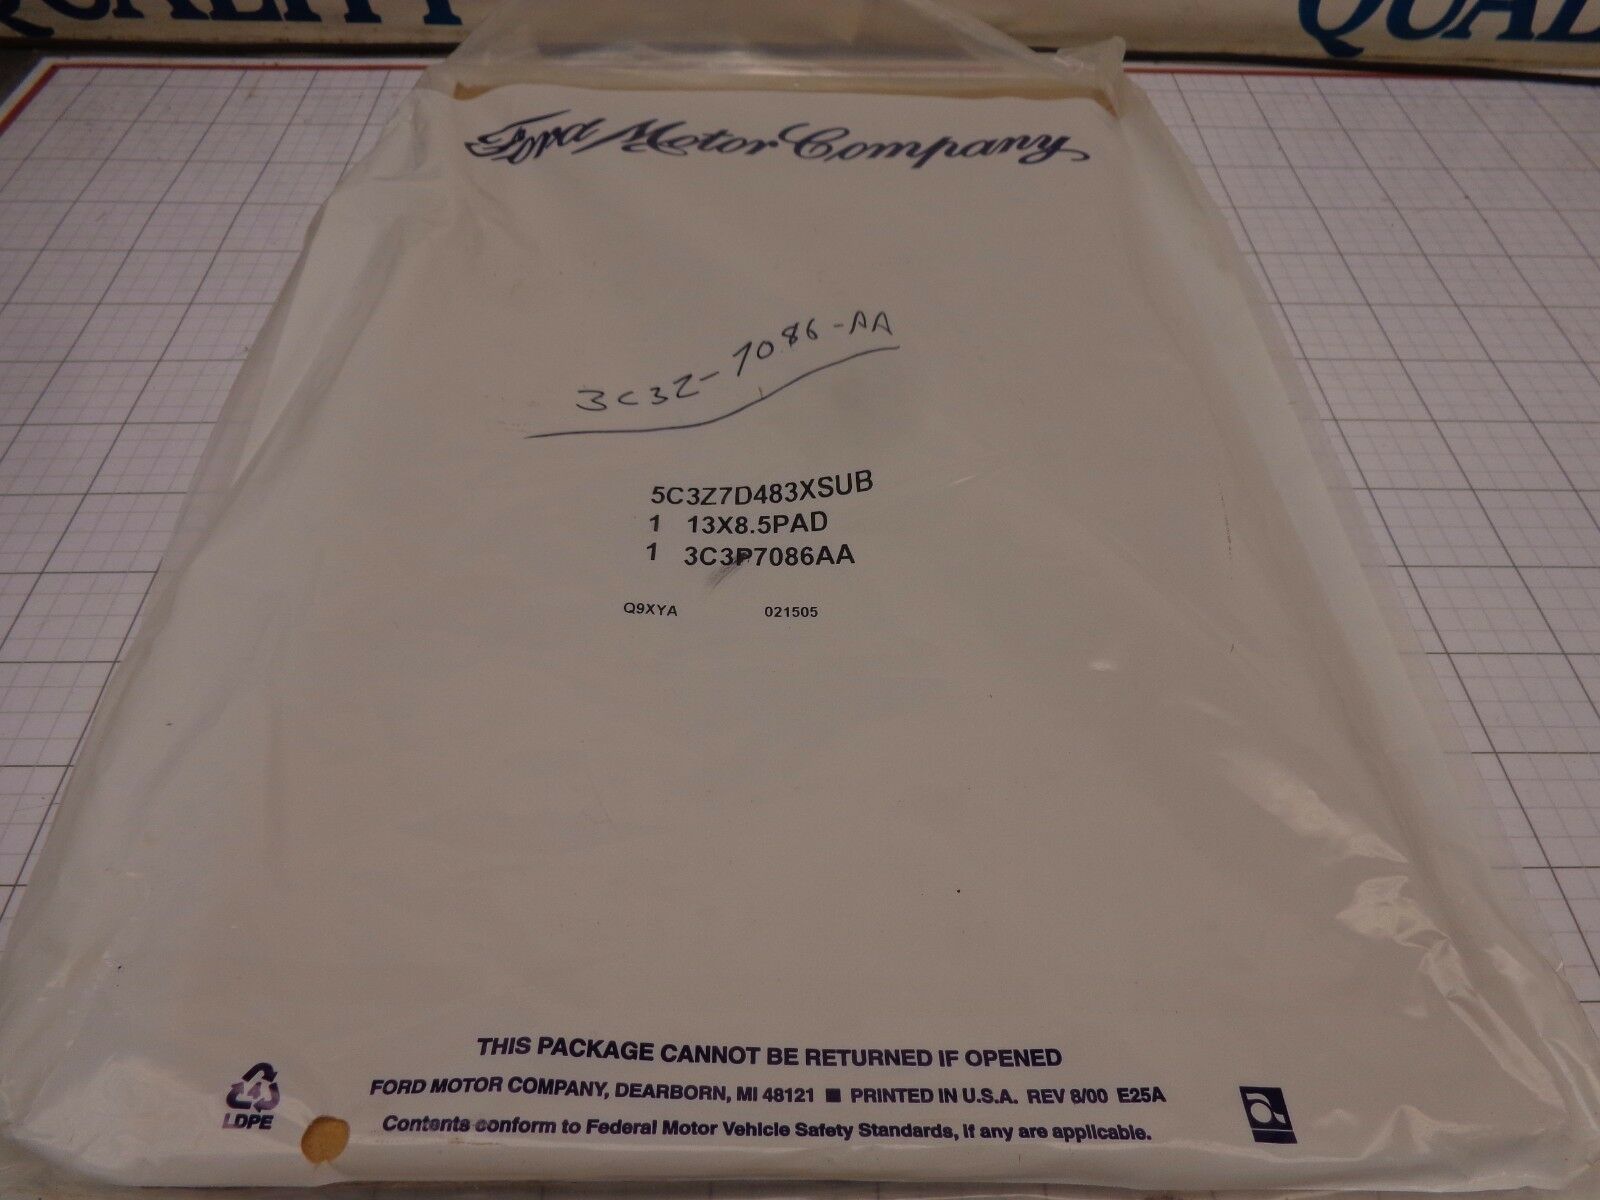 QUALITY
QUAL
Ford Motor Company
3C3Z-7086-AA
5C3Z7D483XSUB
1 13X8.5PAD
1 3C3P7086AA
Q9XYA 021505
THIS PACKAGE CANNOT BE RETURNED IF OPENED
FORD MOTOR COMPANY, DEARBORN, MI 48121 ■ PRINTED IN U.S.A. REV 8/00 E25A
Contents conform to Federal Motor Vehicle Safety Standards, if any are applicable.
4
LDPE
a